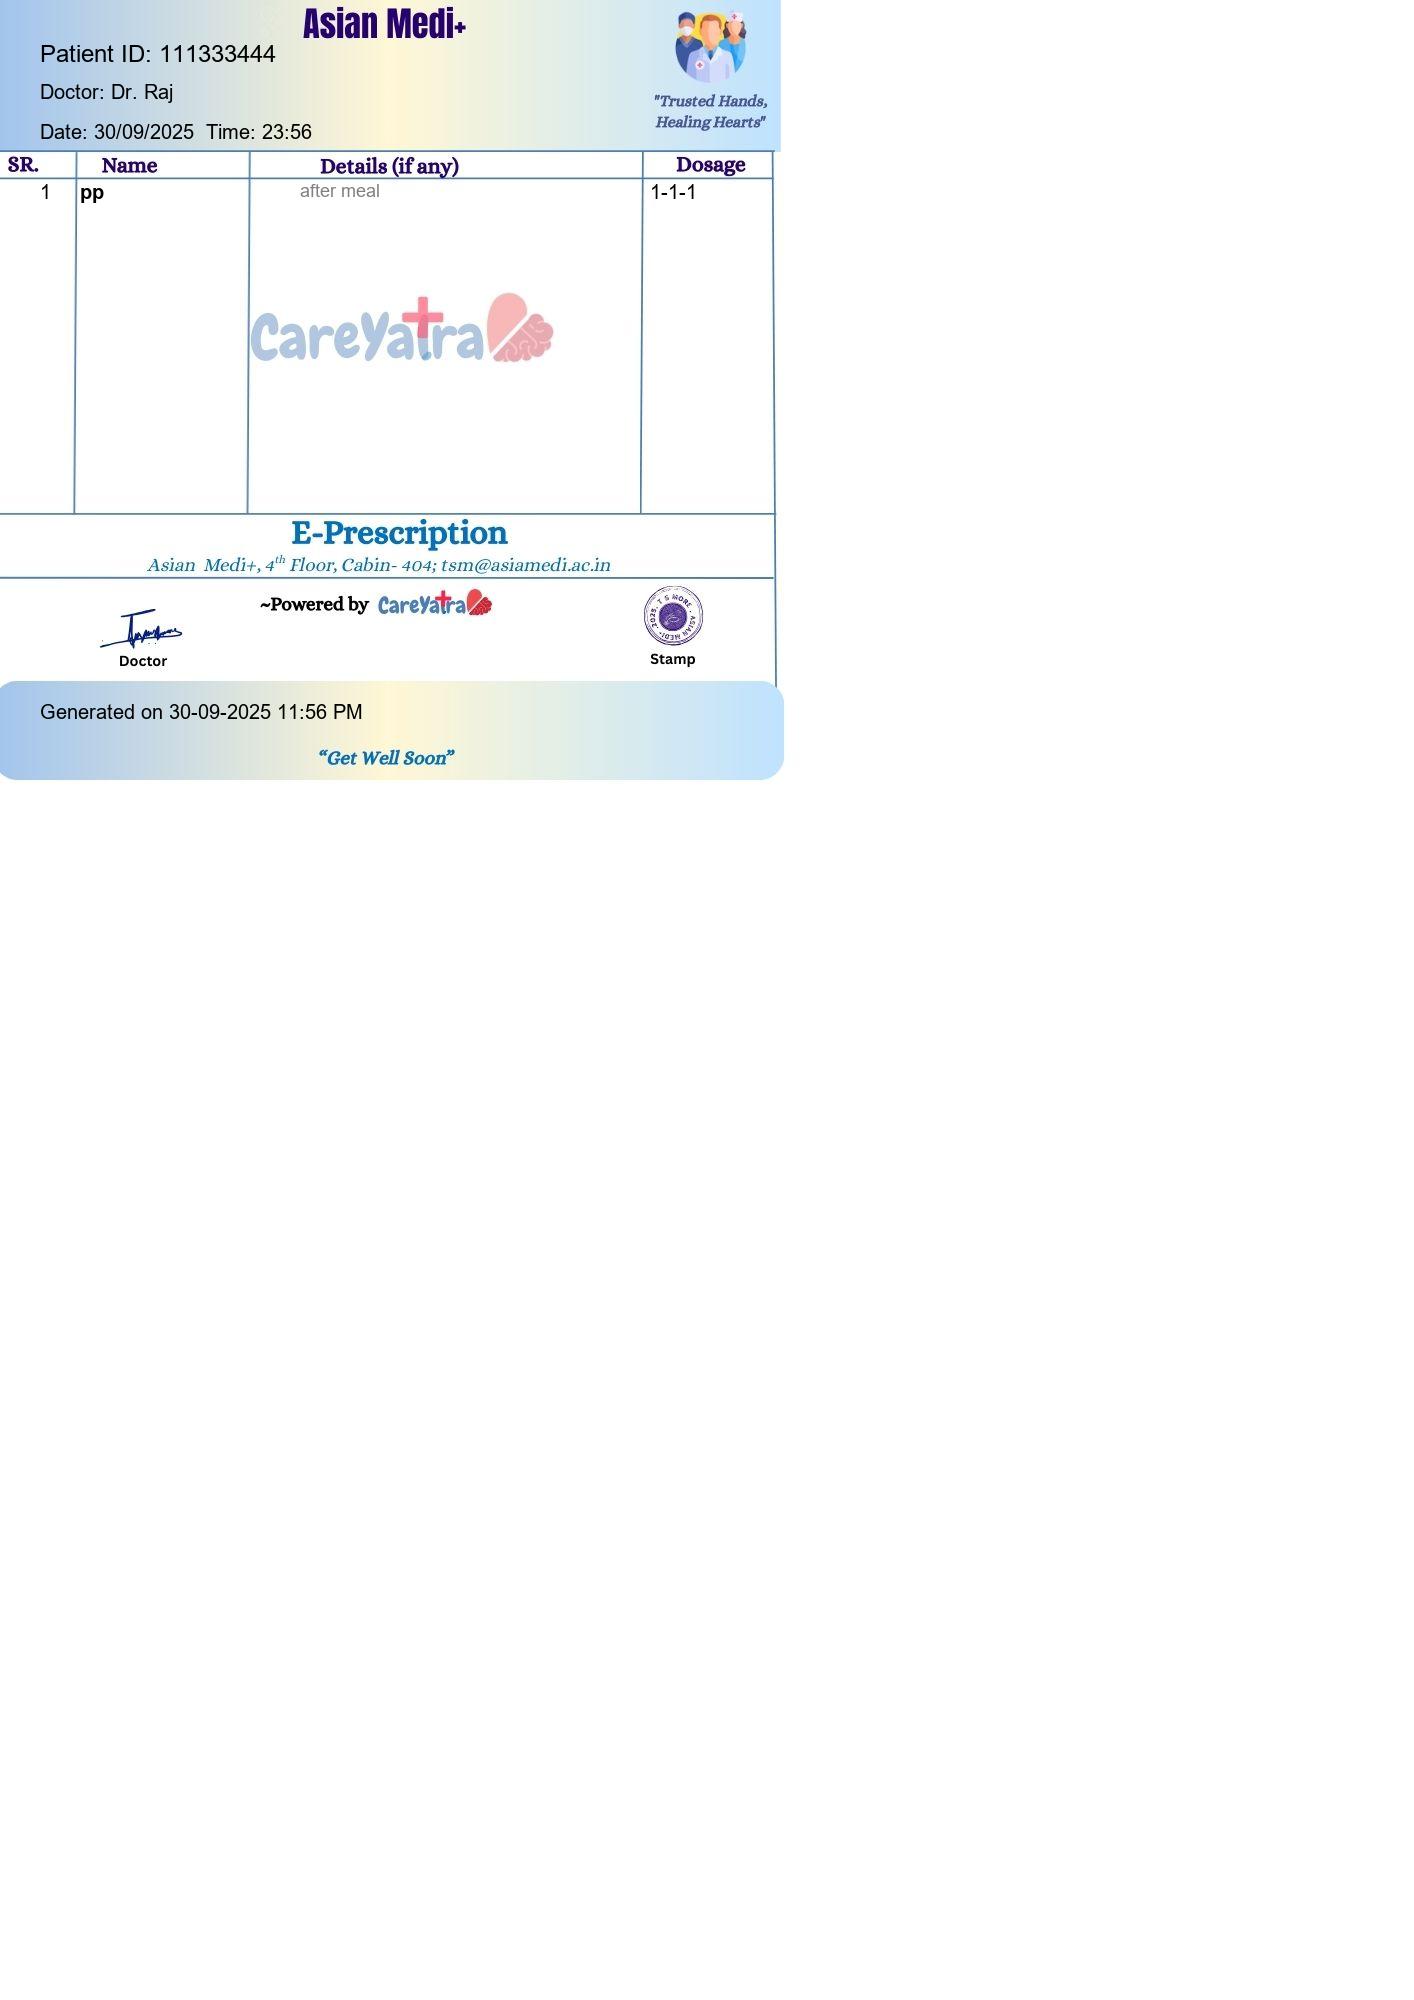 Asian Medi+
Patient ID: 111333444
Doctor: Dr. Raj
Date: 30/09/2025  Time: 23:56
"Trusted Hands,
Healing Hearts"
SR. Name Details (if any) Dosage
1 pp after meal 1-1-1
CareYatra
E-Prescription
Asian Medi+, 4th Floor, Cabin- 404; tsm@asiamedi.ac.in
~Powered by CareYatra
Doctor
T S MORE · ASIAN MEDI · 2025
Stamp
Generated on 30-09-2025 11:56 PM
“Get Well Soon”